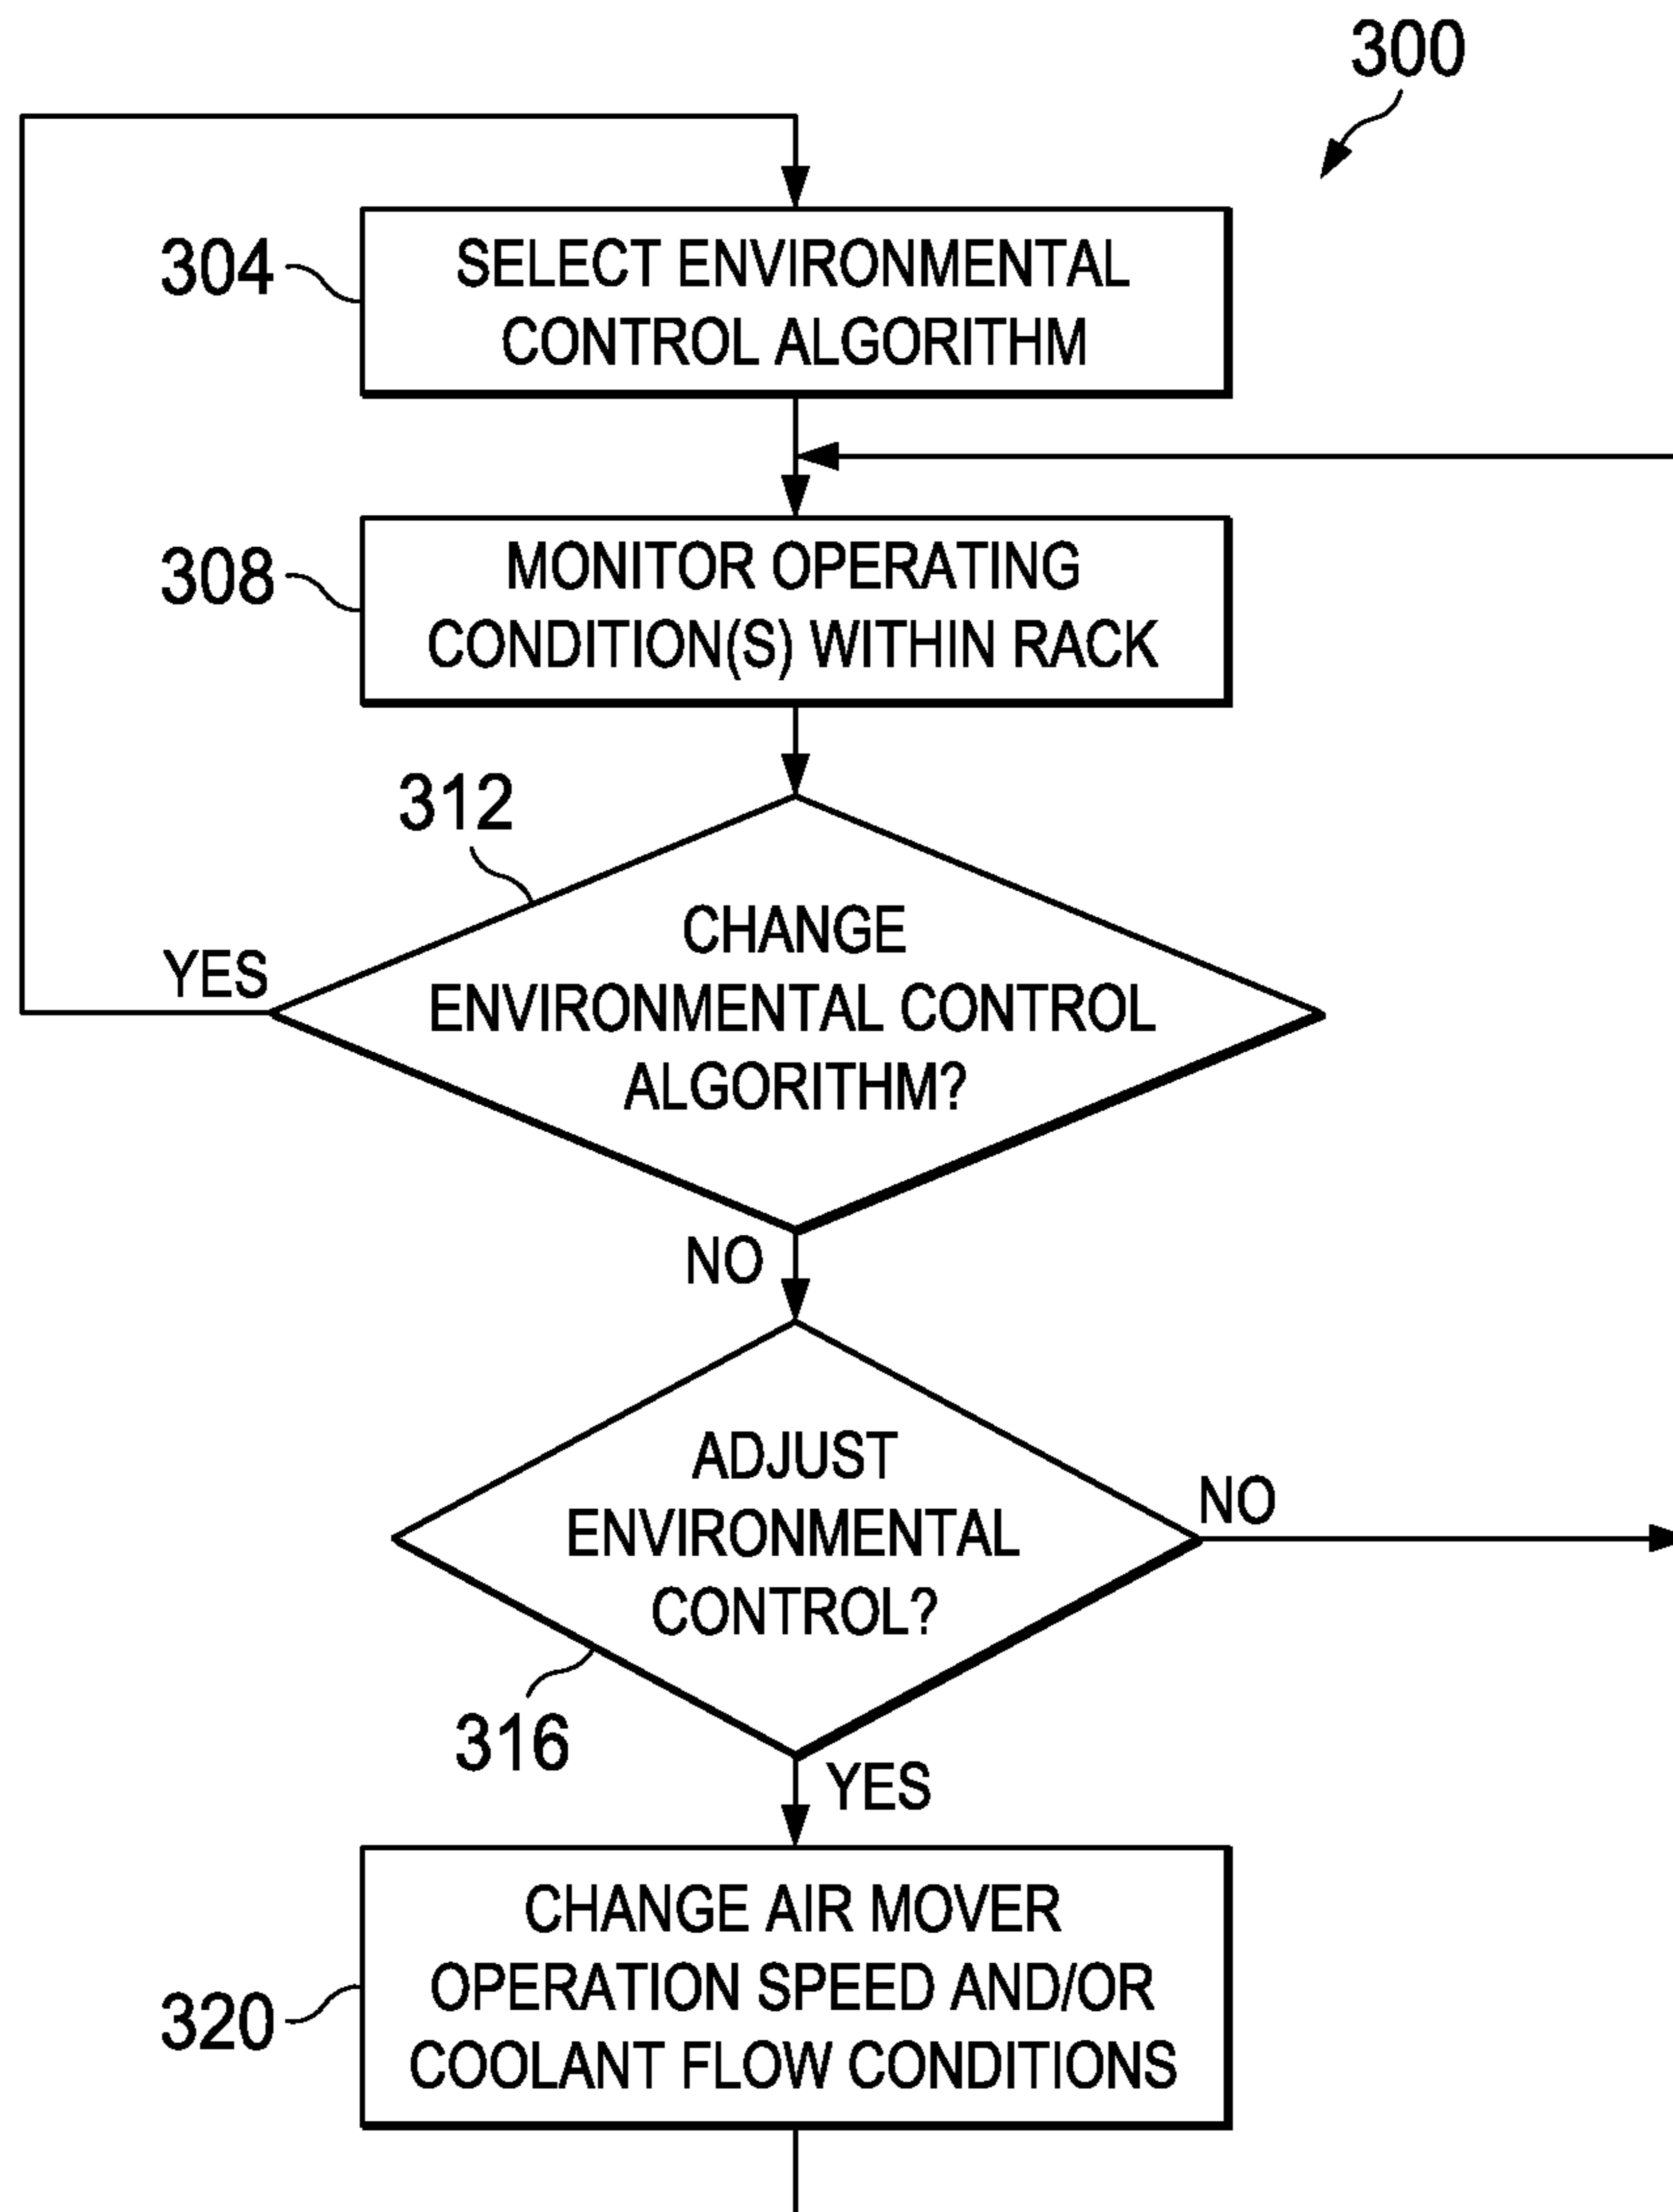 300
304
SELECT ENVIRONMENTAL
CONTROL ALGORITHM
308
MONITOR OPERATING
CONDITION(S) WITHIN RACK
312
CHANGE
ENVIRONMENTAL CONTROL
ALGORITHM?
YES
NO
ADJUST
ENVIRONMENTAL
CONTROL?
NO
316
YES
320
CHANGE AIR MOVER
OPERATION SPEED AND/OR
COOLANT FLOW CONDITIONS